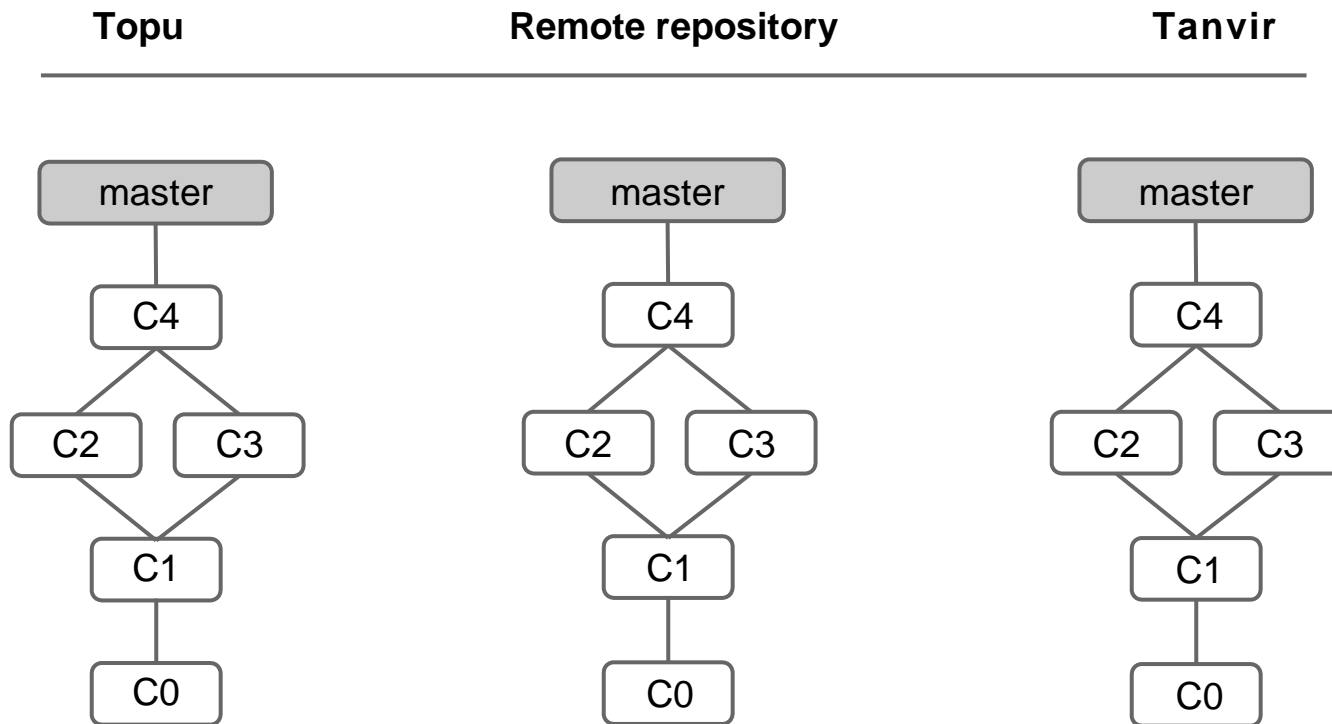 Topu Remote repository Tanvir
master master master
C4 C4 C4
C2 C3 C2 C3 C2 C3
C1 C1 C1
C0 C0 C0